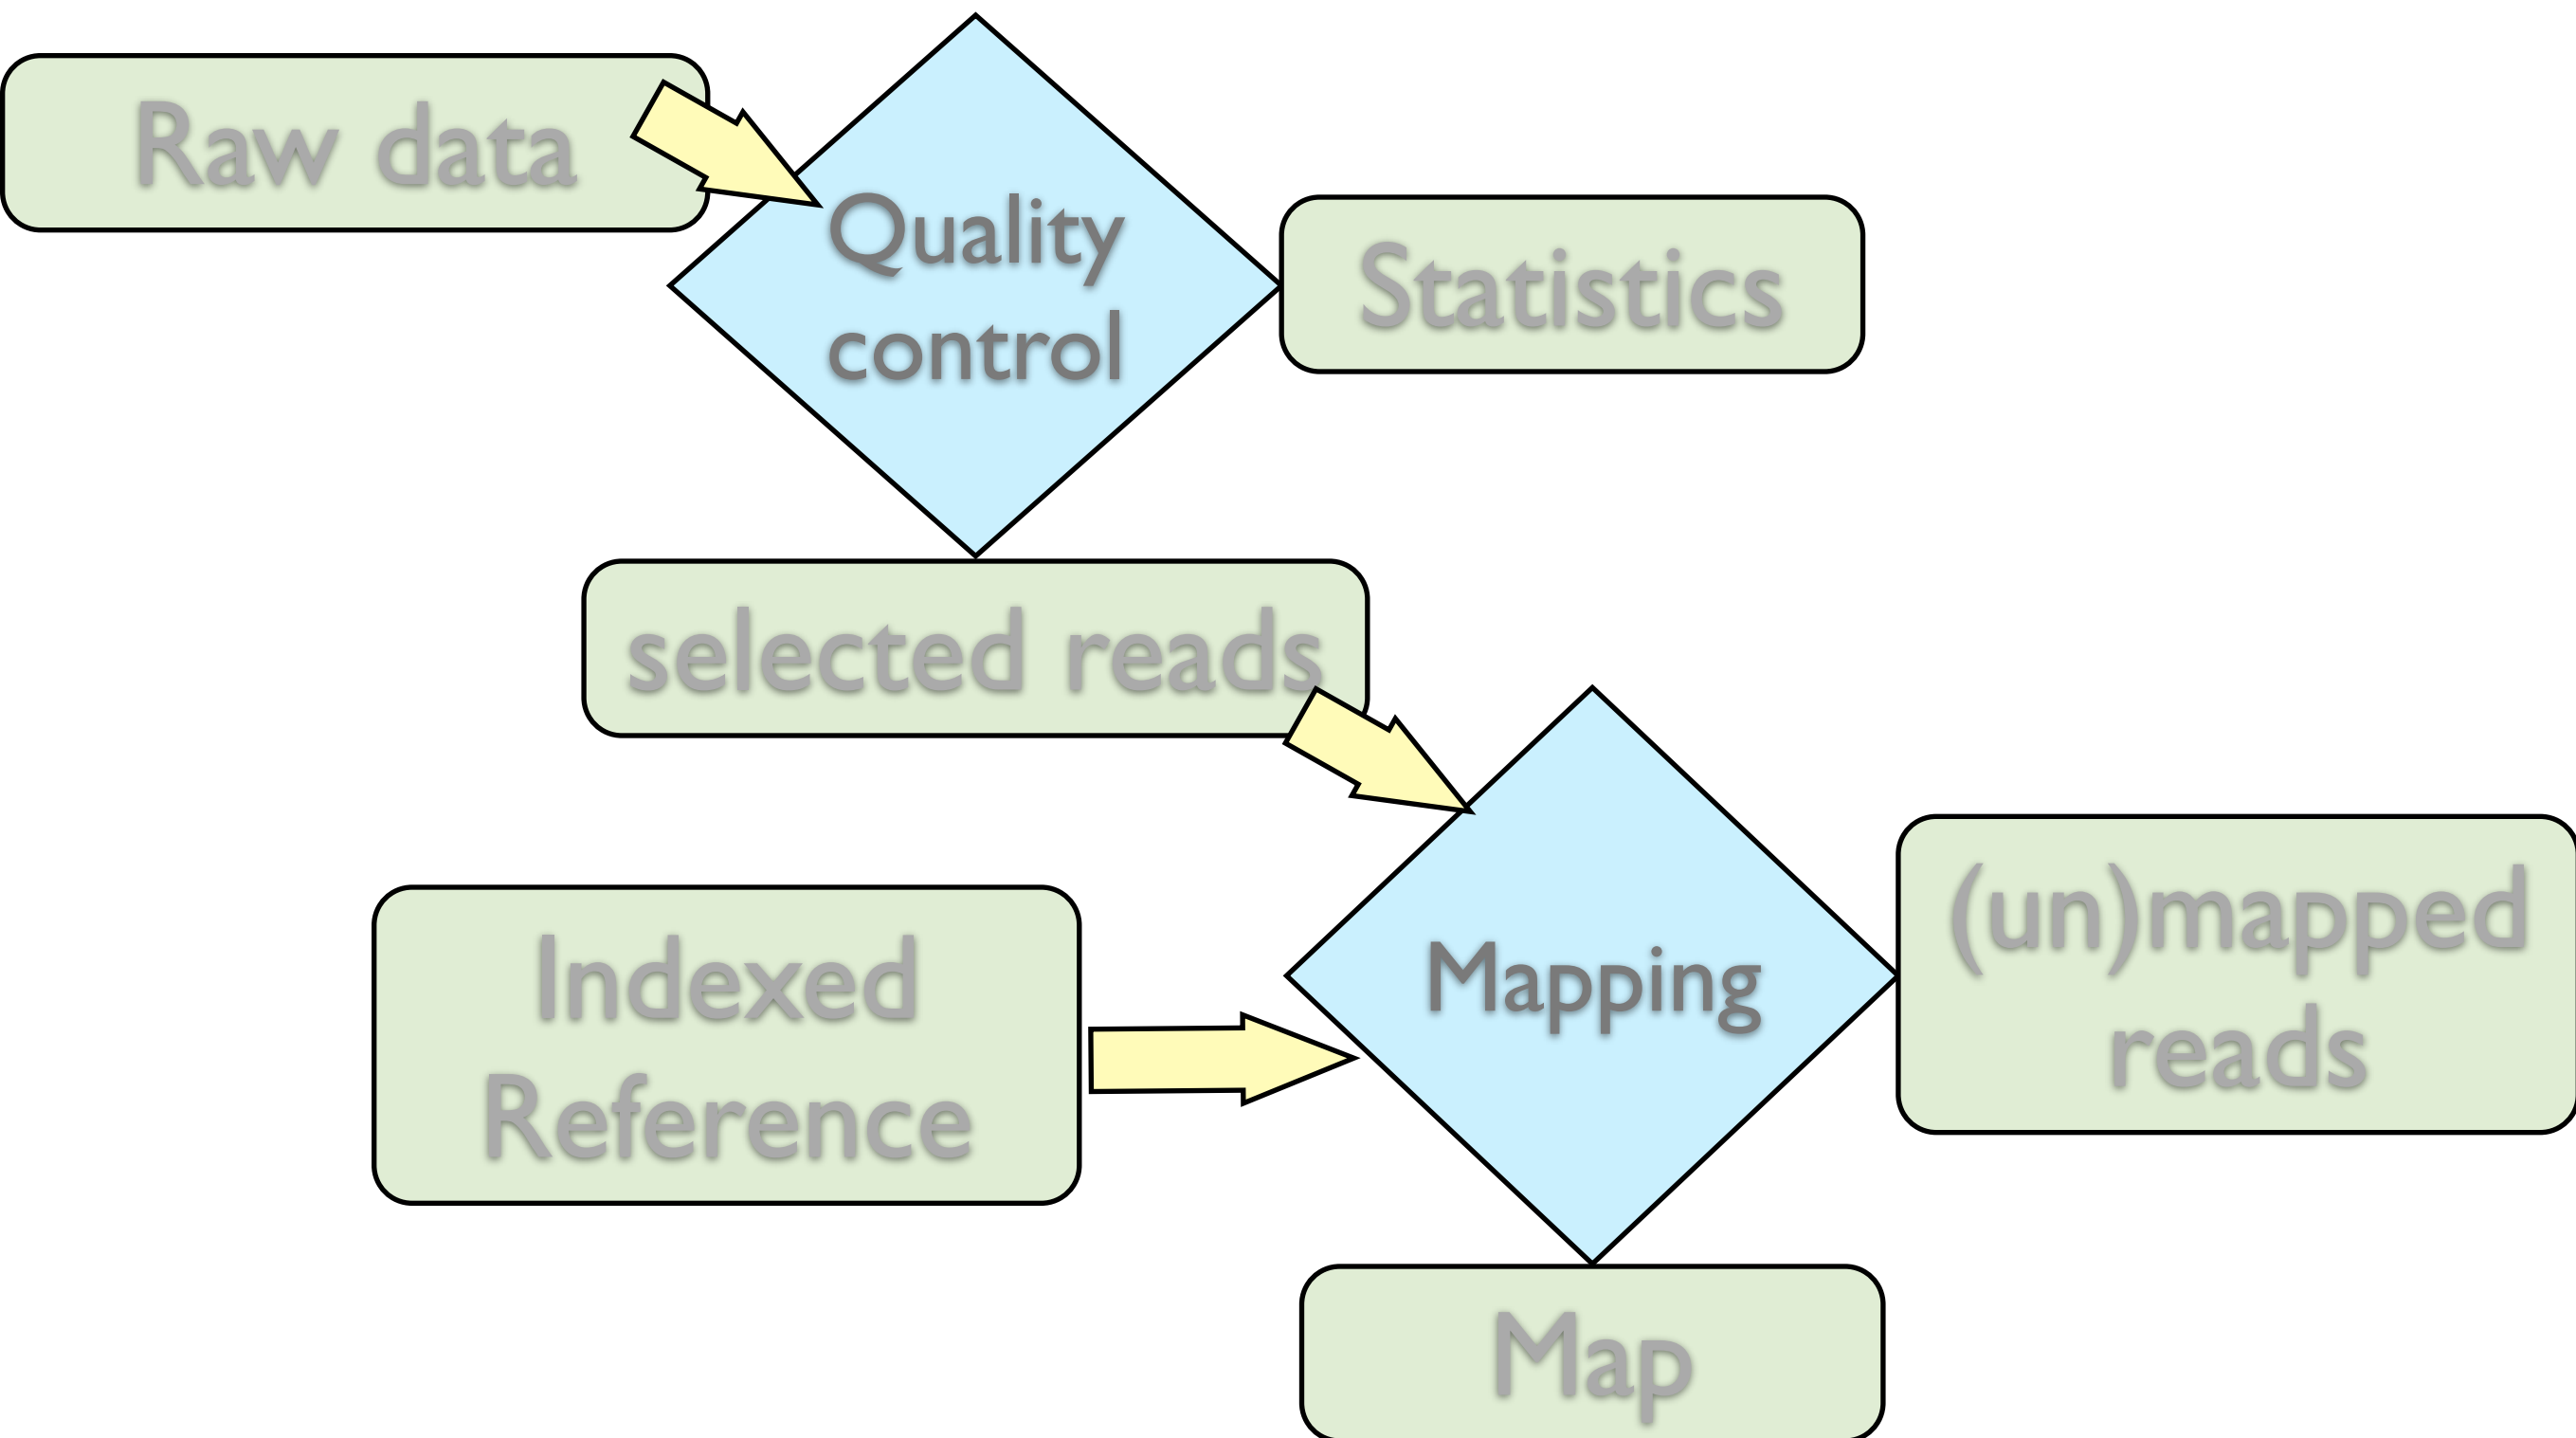 Raw data
Quality
control
Statistics
selected reads
Indexed
Reference
Mapping
(un)mapped
reads
Map